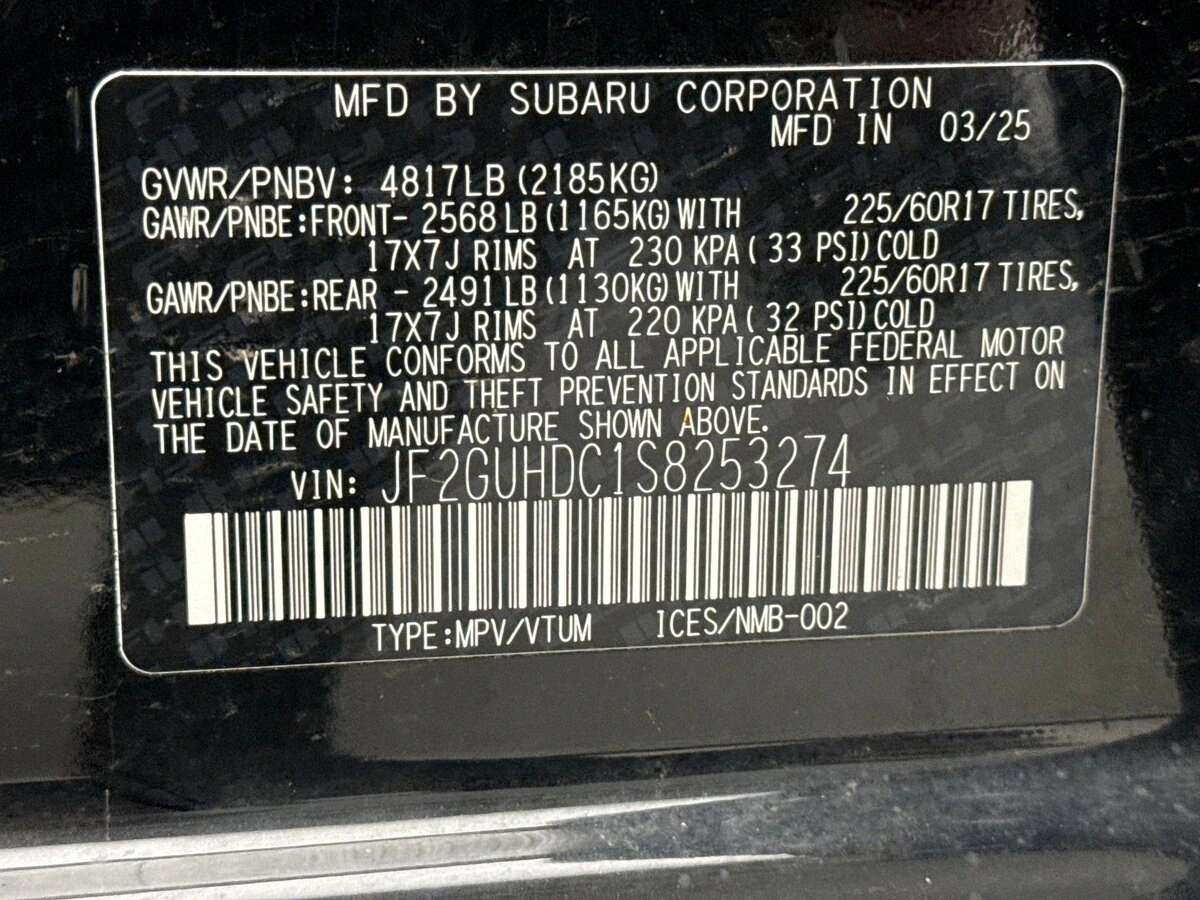 MFD BY SUBARU CORPORATION
MFD IN 03/25
GVWR/PNBV: 4817LB (2185KG)
GAWR/PNBE:FRONT- 2568 LB (1165KG) WITH 225/60R17 TIRES,
17X7J RIMS AT 230 KPA ( 33 PSI) COLD
GAWR/PNBE:REAR - 2491 LB (1130KG) WITH 225/60R17 TIRES,
17X7J RIMS AT 220 KPA ( 32 PSI) COLD
THIS VEHICLE CONFORMS TO ALL APPLICABLE FEDERAL MOTOR
VEHICLE SAFETY AND THEFT PREVENTION STANDARDS IN EFFECT ON
THE DATE OF MANUFACTURE SHOWN ABOVE.
VIN: JF2GUHDC1S8253274
TYPE:MPV/VTUM ICES/NMB-002